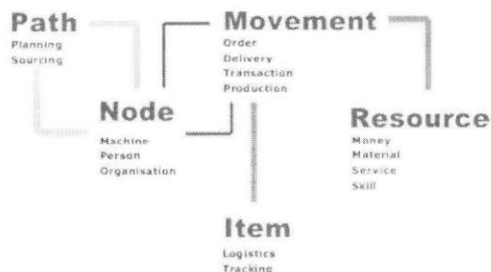 Path
Planning
Sourcing
Movement
Order
Delivery
Transaction
Production
Node
Machine
Person
Organisation
Resource
Money
Material
Service
Skill
Item
Logistics
Tracking